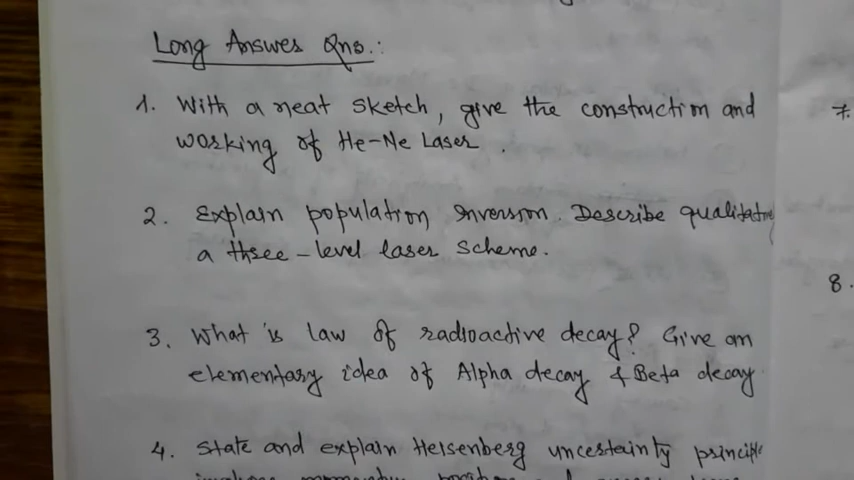 Long Answer Qns.:
1. With a neat sketch, give the construction and
7.
working of He-Ne Laser.
2. Explain population inversion. Describe
a three-level laser scheme.
8.
3. What is law of radioactive decay? Give an
elementary idea of Alpha decay & Beta decay
4. State and explain Heisenberg uncertainty principle